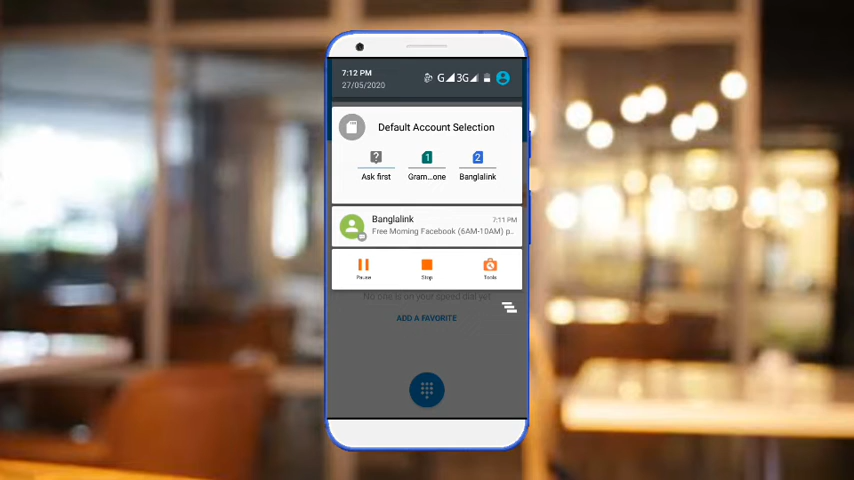 7:12 PM
27/05/2020
G 3G
Default Account Selection
?
1
2
Ask first
Gram...one
Banglalink
Banglalink
7:11 PM
Free Morning Facebook (6AM-10AM) p..
Pause
Stop
Tools
No one is on your speed dial yet
ADD A FAVORITE